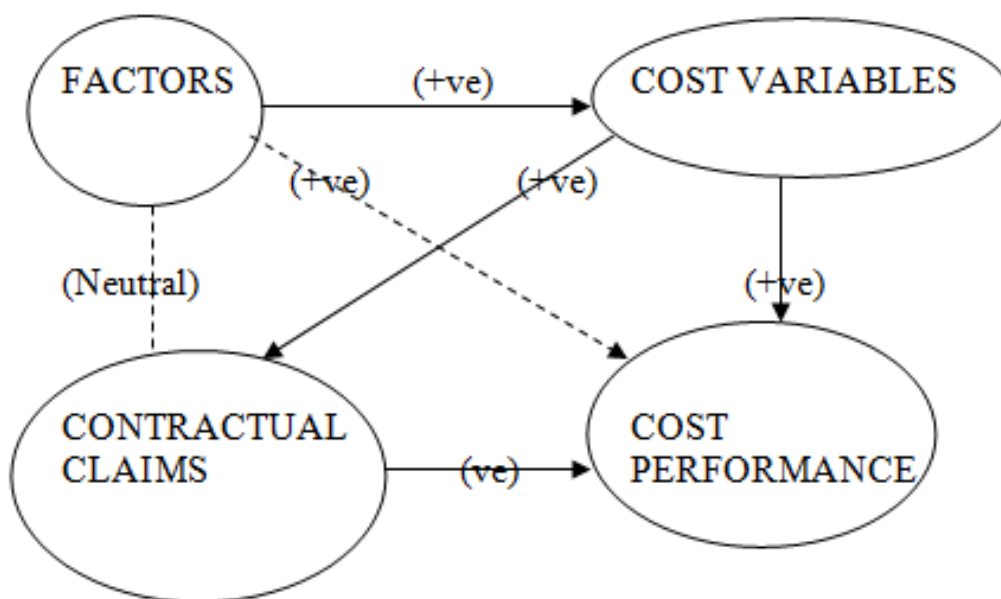 FACTORS
(+ve)
COST VARIABLES
(+ve)
(+ve)
(Neutral)
(+ve)
CONTRACTUAL
CLAIMS
(ve)
COST
PERFORMANCE